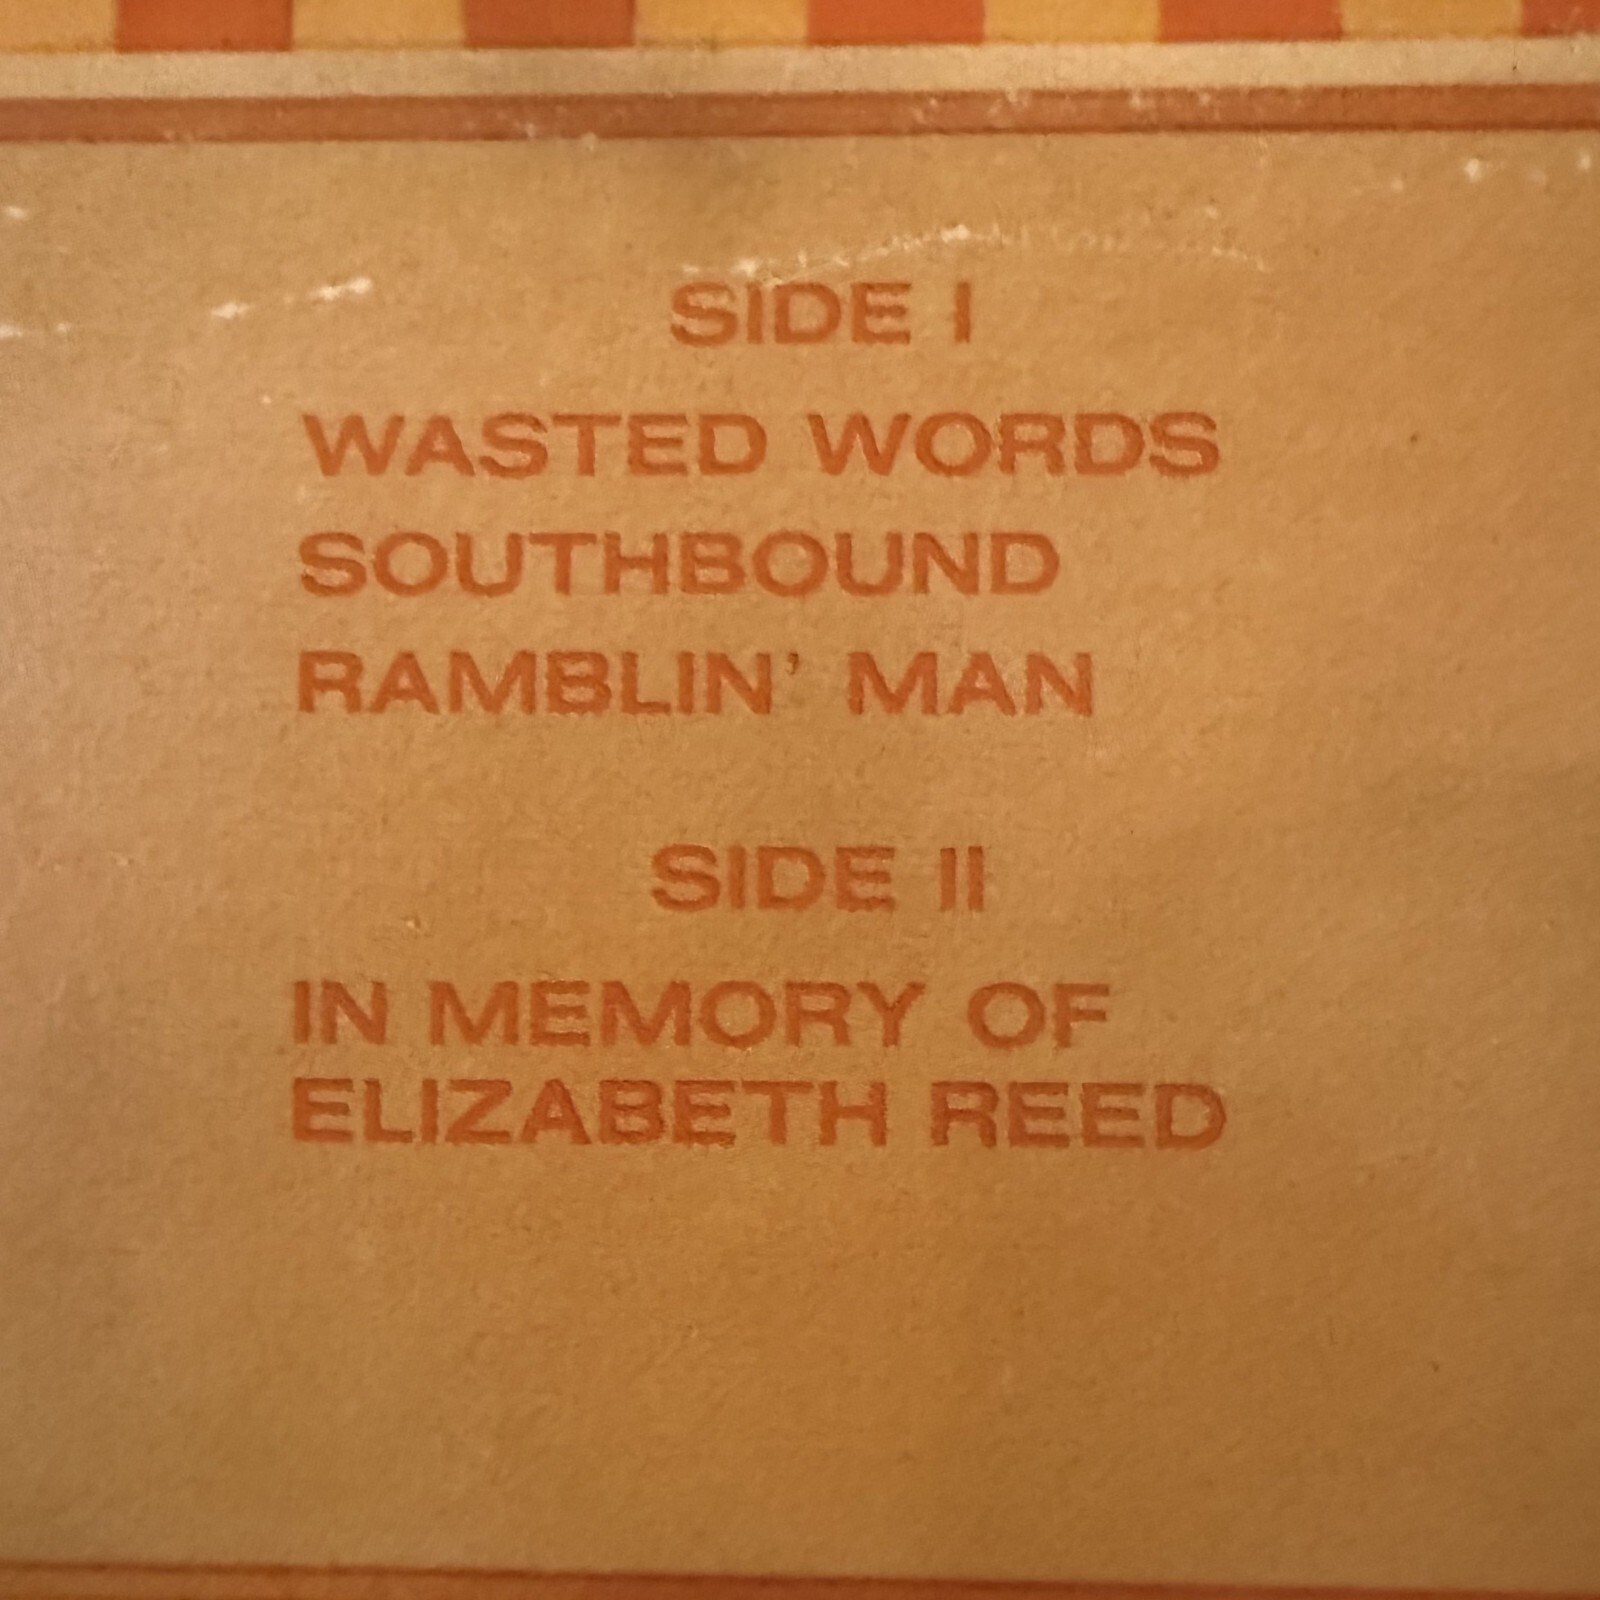 SIDE I
WASTED WORDS
SOUTHBOUND
RAMBLIN' MAN
SIDE II
IN MEMORY OF
ELIZABETH REED